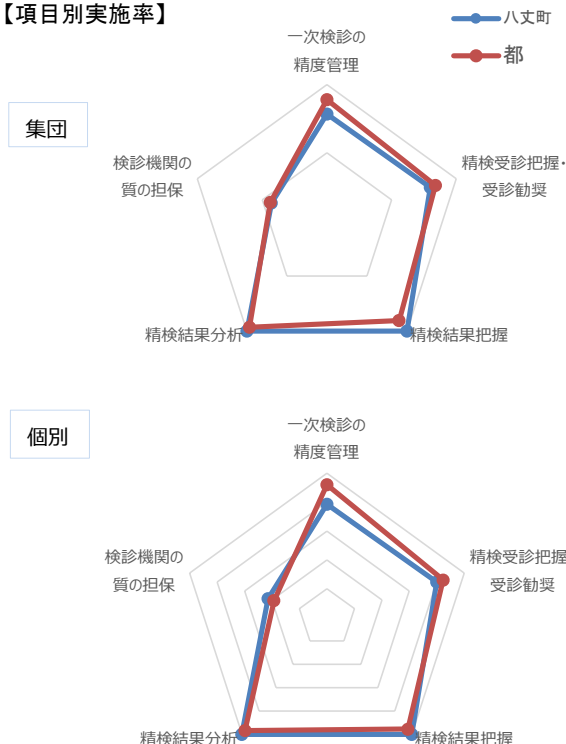 【項目別実施率】
八丈町
都
集団
一次検診の
精度管理
精検受診把握・
受診勧奨
精検結果把握
精検結果分析
検診機関の
質の担保
個別
一次検診の
精度管理
精検受診把握
受診勧奨
精検結果把握
精検結果分析
検診機関の
質の担保